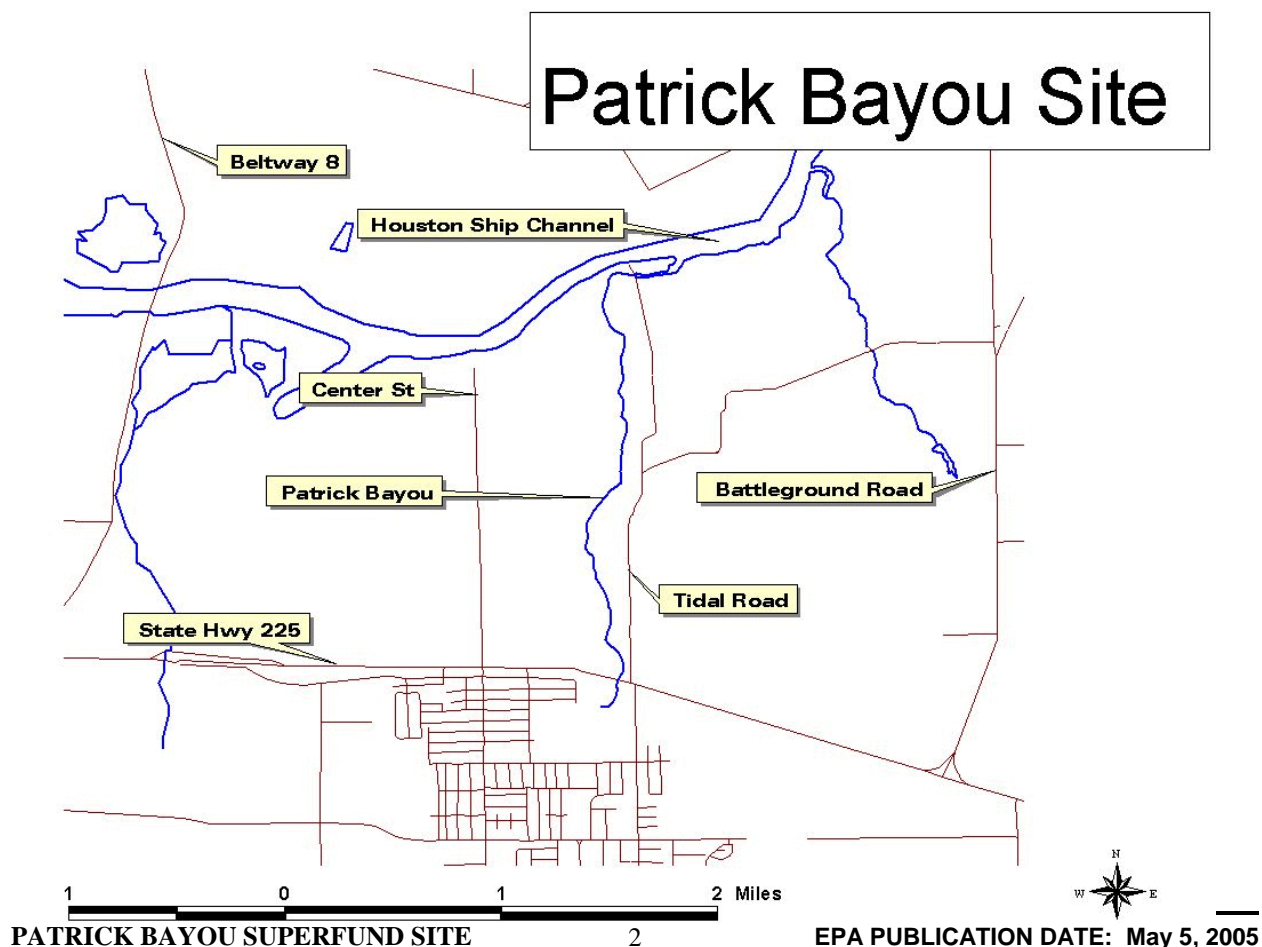 Patrick Bayou Site
Beltway 8
Houston Ship Channel
Center St
Patrick Bayou
Battleground Road
Tidal Road
State Hwy 225
N
W E
S
1 0 1 2 Miles
PATRICK BAYOU SUPERFUND SITE 2 EPA PUBLICATION DATE: May 5, 2005